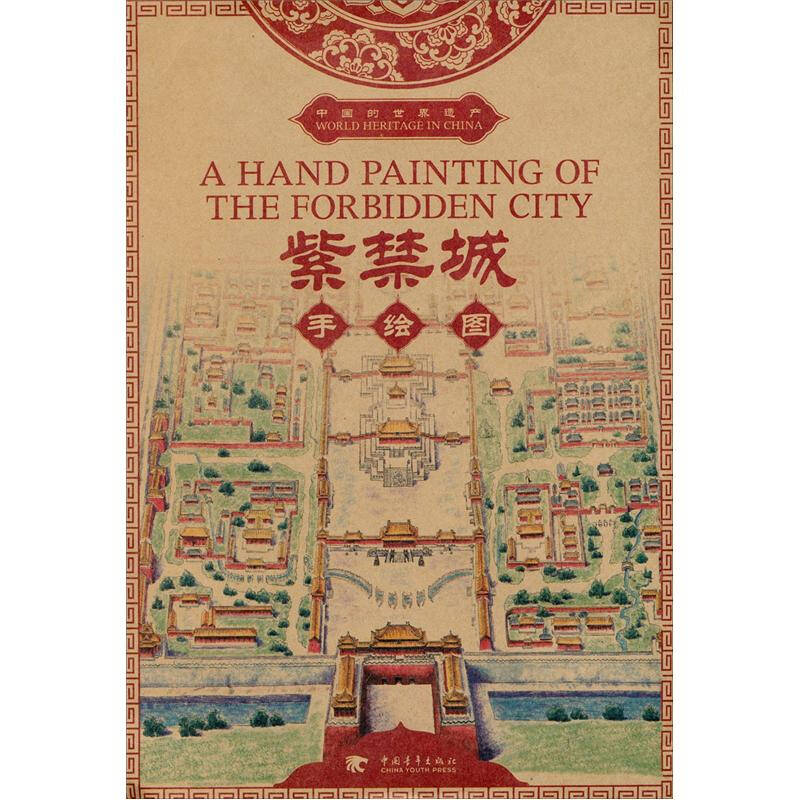 中国的世界遗产
WORLD HERITAGE IN CHINA
A HAND PAINTING OF
THE FORBIDDEN CITY
紫禁城
手绘图
中国青年出版社
CHINA YOUTH PRESS